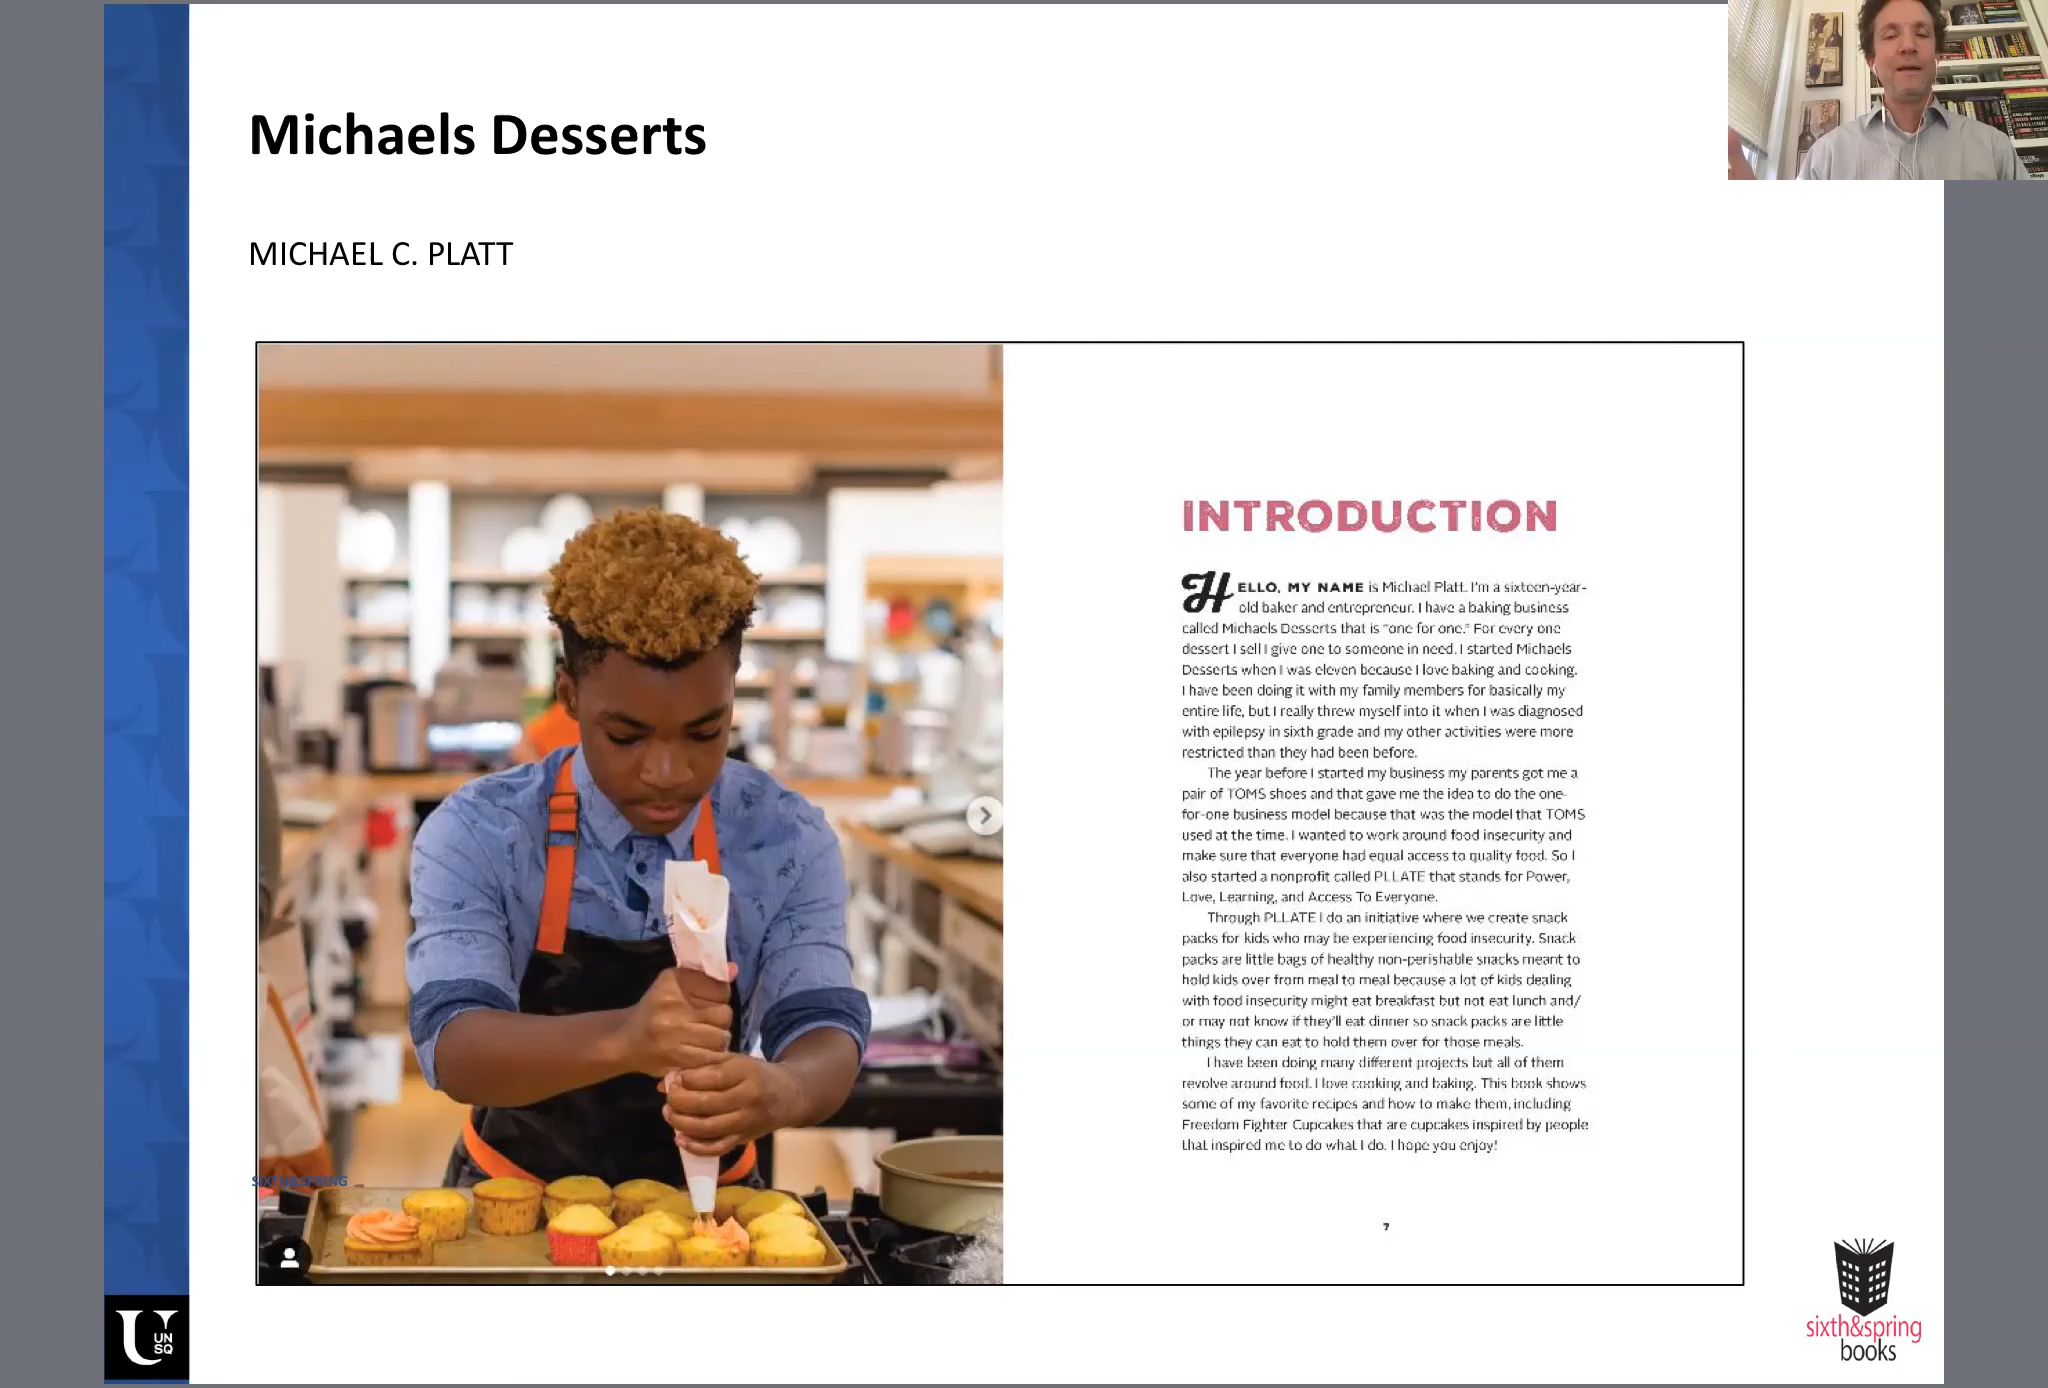 Michaels Desserts
MICHAEL C. PLATT
INTRODUCTION
HELLO, MY NAME is Michael Platt. I'm a sixteen-year-
old baker and entrepreneur. I have a baking business
called Michaels Desserts that is "one for one." For every one
dessert I sell I give one to someone in need. I started Michaels
Desserts when I was eleven because I love baking and cooking.
I have been doing it with my family members for basically my
entire life, but I really threw myself into it when I was diagnosed
with epilepsy in sixth grade and my other activities were more
restricted than they had been before.
The year before I started my business my parents got me a
pair of TOMS shoes and that gave me the idea to do the one-
for-one business model because that was the model that TOMS
used at the time. I wanted to work around food insecurity and
make sure that everyone had equal access to quality food. So I
also started a nonprofit called PLLATE that stands for Power,
Love, Learning, and Access To Everyone.
Through PLLATE I do an initiative where we create snack
packs for kids who may be experiencing food insecurity. Snack
packs are little bags of healthy non-perishable snacks meant to
hold kids over from meal to meal because a lot of kids dealing
with food insecurity might eat breakfast but not eat lunch and/
or may not know if they'll eat dinner so snack packs are little
things they can eat to hold them over for those meals.
I have been doing many different projects but all of them
revolve around food. I love cooking and baking. This book shows
some of my favorite recipes and how to make them, including
Freedom Fighter Cupcakes that are cupcakes inspired by people
that inspired me to do what I do. I hope you enjoy!
7
SIXTH&SPRING
U UN
SQ
sixth&spring
books